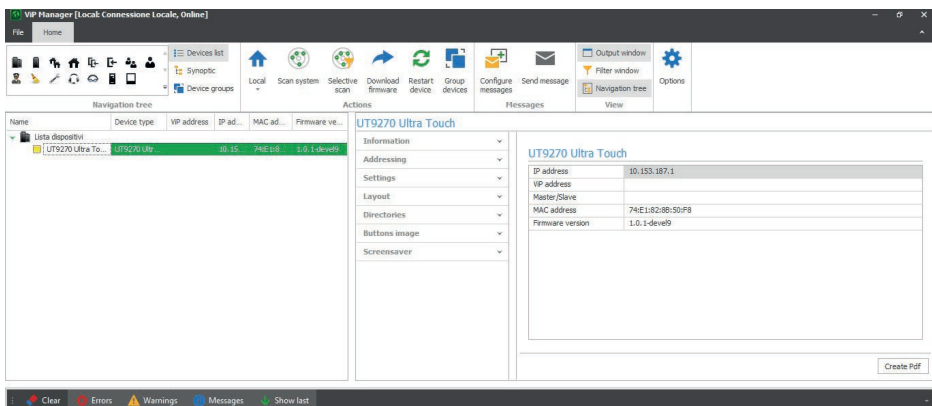 ViP Manager [Local: Connessione Locale, Online]
File Home
Devices list
Synoptic
Device groups
Navigation tree
Local
Scan system
Selective scan
Download firmware
Restart device
Group devices
Actions
Configure messages
Send message
Messages
Output window
Filter window
Navigation tree
View
Options
Name Device type ViP address IP ad... MAC ad... Firmware ve...
Lista dispositivi
UT9270 Ultra To... UT9270 Ultr... 10.15... 74:E1:8... 1.0.1-devel9
UT9270 Ultra Touch
Information
Addressing
Settings
Layout
Directories
Buttons image
Screensaver
UT9270 Ultra Touch
IP address 10.153.187.1
ViP address
Master/Slave
MAC address 74:E1:82:8B:50:F8
Firmware version 1.0.1-devel9
Create Pdf
Clear Errors Warnings Messages Show last